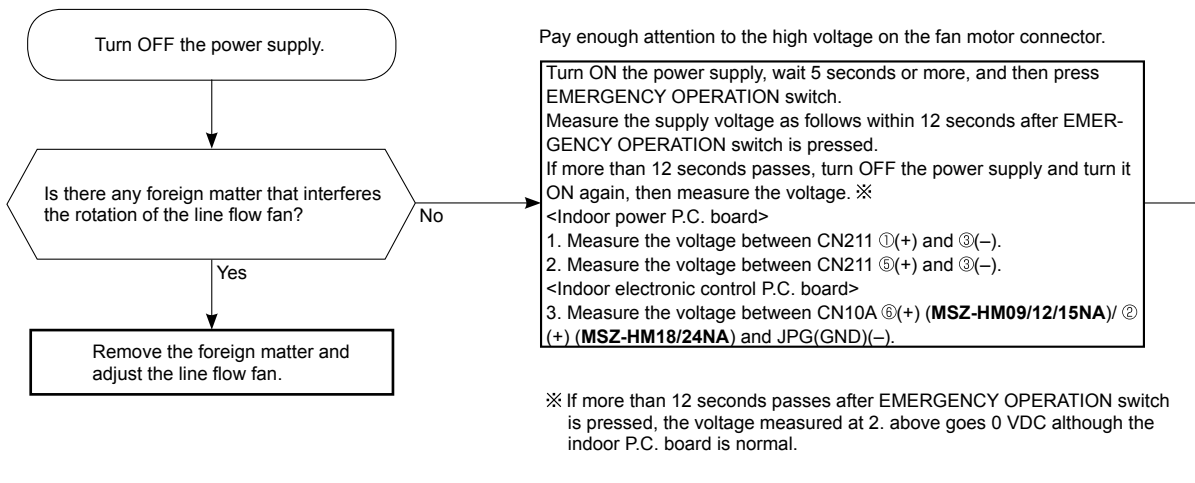 Turn OFF the power supply.
Is there any foreign matter that interferes
the rotation of the line flow fan?
No
Yes
Remove the foreign matter and
adjust the line flow fan.
Pay enough attention to the high voltage on the fan motor connector.
Turn ON the power supply, wait 5 seconds or more, and then press
EMERGENCY OPERATION switch.
Measure the supply voltage as follows within 12 seconds after EMER-
GENCY OPERATION switch is pressed.
If more than 12 seconds passes, turn OFF the power supply and turn it
ON again, then measure the voltage. ※
<Indoor power P.C. board>
1. Measure the voltage between CN211 ①(+) and ③(–).
2. Measure the voltage between CN211 ⑤(+) and ③(–).
<Indoor electronic control P.C. board>
3. Measure the voltage between CN10A ⑥(+) (MSZ-HM09/12/15NA)/ ②
(+) (MSZ-HM18/24NA) and JPG(GND)(–).
※ If more than 12 seconds passes after EMERGENCY OPERATION switch
is pressed, the voltage measured at 2. above goes 0 VDC although the
indoor P.C. board is normal.